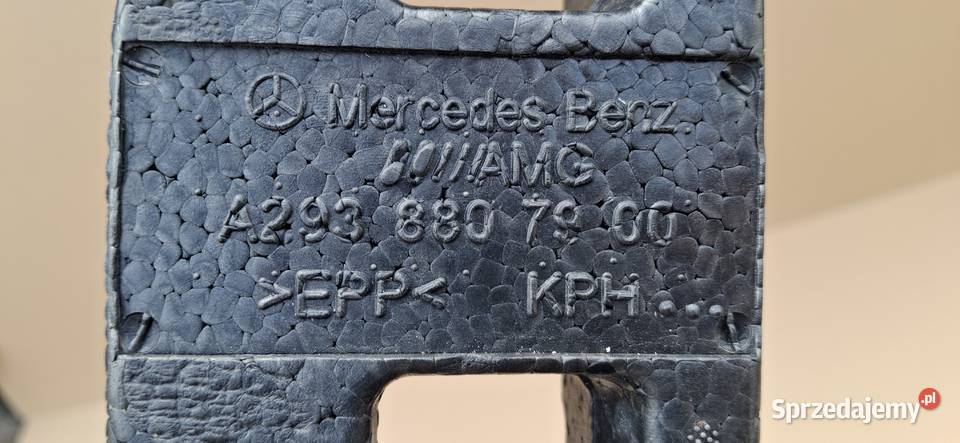 Mercedes Benz
AMG
A293 880 79 00
>EPP< KPH....
Sprzedajemy.pl